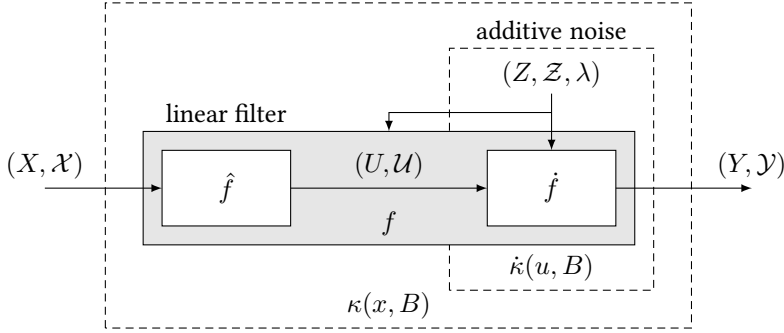 additive noise
(Z, 𝒵, λ)
linear filter
(X, 𝒳)
f̂
(U, 𝒰)
ḟ
(Y, 𝒴)
f
κ̇(u, B)
κ(x, B)